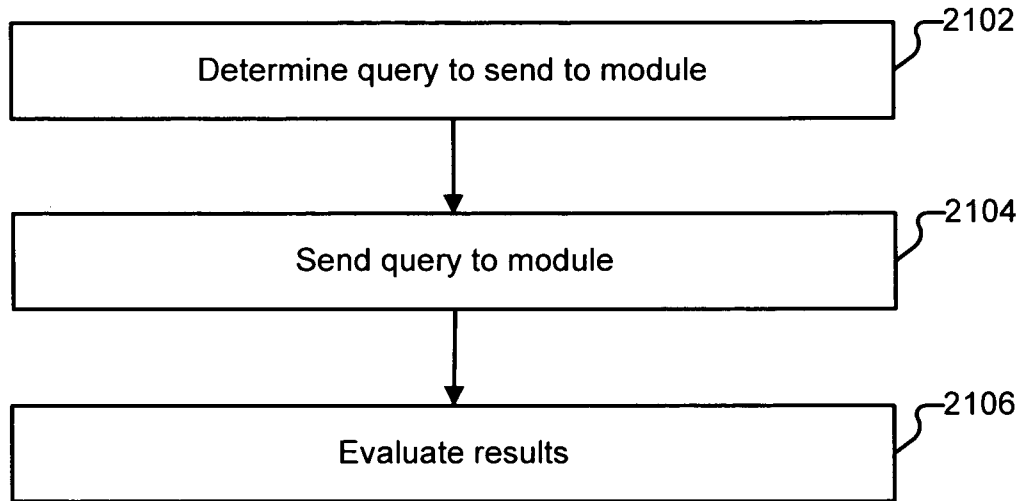 2102
Determine query to send to module
2104
Send query to module
2106
Evaluate results